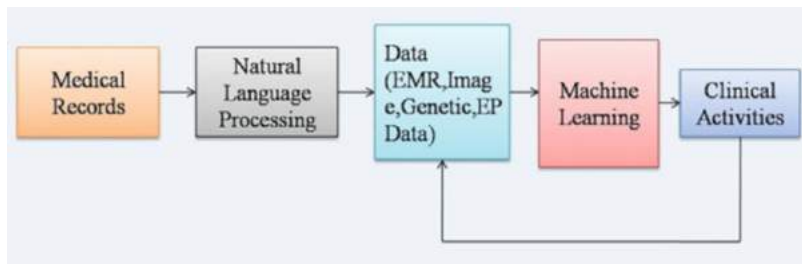 Medical
Records
Natural
Language
Processing
Data
(EMR,Imag
e,Genetic,EP
Data)
Machine
Learning
Clinical
Activities